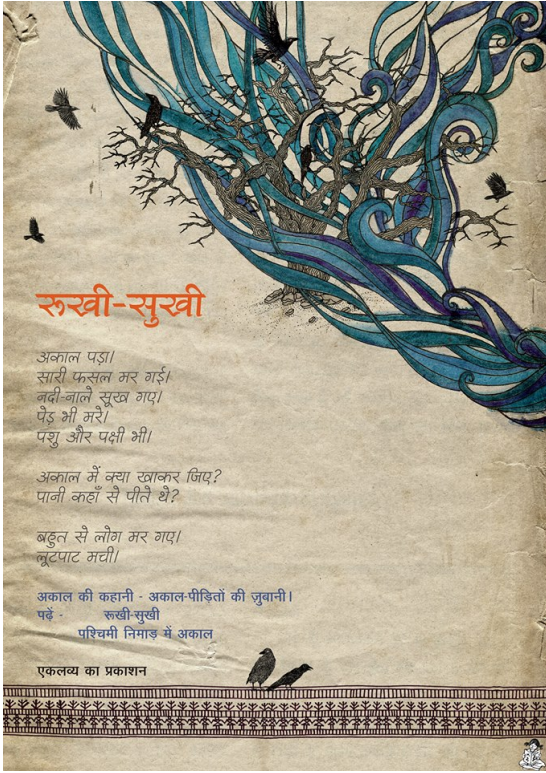 रूखी-सुखी
अकाल पड़ा।
सारी फसल मर गई।
नदी-नाले सूख गए।
पेड़ भी मरे।
पशु और पक्षी भी।
अकाल में क्या खाकर जिए?
पानी कहाँ से पीते थे?
बहुत से लोग मर गए।
लूटपाट मची।
अकाल की कहानी - अकाल-पीड़ितों की ज़ुबानी।
पढ़ें - रूखी-सुखी
पश्चिमी निमाड़ में अकाल
एकलव्य का प्रकाशन